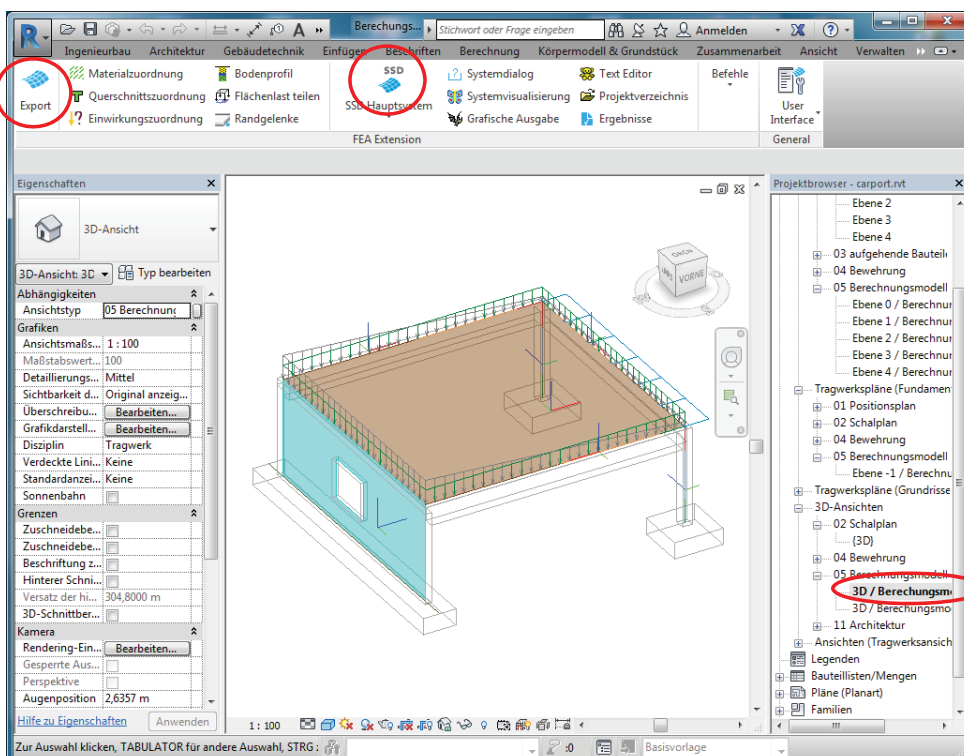 R
Berechungs...
Stichwort oder Frage eingeben
Anmelden
Ingenieurbau Architektur Gebäudetechnik Einfügen Beschriften Berechnung Körpermodell & Grundstück Zusammenarbeit Ansicht Verwalten
Export
Materialzuordnung
Querschnittszuordnung
Einwirkungszuordnung
Bodenprofil
Flächenlast teilen
Randgelenke
SSD
SSD Hauptsystem
Systemdialog
Systemvisualisierung
Grafische Ausgabe
Text Editor
Projektverzeichnis
Ergebnisse
Befehle
User
Interface
FEA Extension
General
Eigenschaften
3D-Ansicht
3D-Ansicht: 3D
Typ bearbeiten
Abhängigkeiten
Ansichtstyp 05 Berechnung
Grafiken
Ansichtsmaßs... 1 : 100
Maßstabswert... 100
Detaillierungs... Mittel
Sichtbarkeit d... Original anzeig...
Überschreibu... Bearbeiten...
Grafikdarstell... Bearbeiten...
Disziplin Tragwerk
Verdeckte Lini... Keine
Standardanzei... Keine
Sonnenbahn
Grenzen
Zuschneidebe...
Zuschneidebe...
Beschriftung z...
Hinterer Schni...
Versatz der hi... 304,8000 m
3D-Schnittber...
Kamera
Rendering-Ein... Bearbeiten...
Gesperrte Aus...
Perspektive
Augenposition 2,6357 m
Hilfe zu Eigenschaften
Anwenden
OBEN
VORNE
1 : 100
Projektbrowser - carport.rvt
Ebene 2
Ebene 3
Ebene 4
03 aufgehende Bauteile
04 Bewehrung
05 Berechnungsmodell
Ebene 0 / Berechnur
Ebene 1 / Berechnur
Ebene 2 / Berechnur
Ebene 3 / Berechnur
Ebene 4 / Berechnur
Tragwerkspläne (Fundamen
01 Positionsplan
02 Schalplan
04 Bewehrung
05 Berechnungsmodell
Ebene -1 / Berechnu
Tragwerkspläne (Grundrisse
3D-Ansichten
02 Schalplan
{3D}
04 Bewehrung
05 Berechnungsmodell
3D / Berechungsm
3D / Berechungsmo
11 Architektur
Ansichten (Tragwerksansich
Legenden
Bauteillisten/Mengen
Pläne (Planart)
Familien
Zur Auswahl klicken, TABULATOR für andere Auswahl, STRG :
:0
Basisvorlage